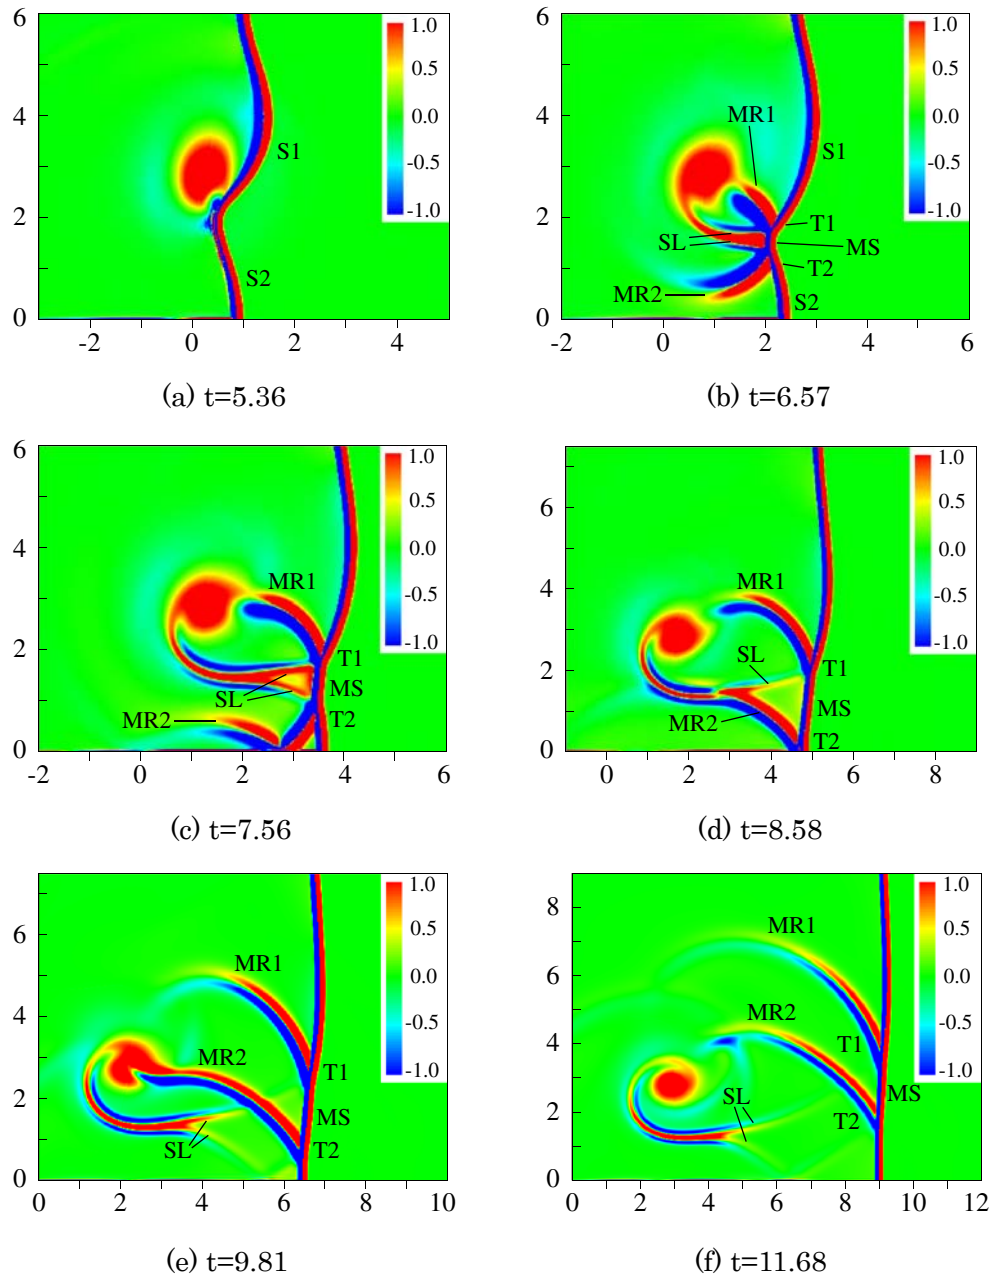 6
4
2
0
-2 0 2 4
1.0
0.5
0.0
-0.5
-1.0
S1
S2
(a) t=5.36
6
4
2
0
-2 0 2 4 6
1.0
0.5
0.0
-0.5
-1.0
MR1
S1
T1
SL
MS
T2
MR2
S2
(b) t=6.57
6
4
2
0
-2 0 2 4 6
1.0
0.5
0.0
-0.5
-1.0
MR1
T1
MS
SL
T2
MR2
(c) t=7.56
6
4
2
0
0 2 4 6 8
1.0
0.5
0.0
-0.5
-1.0
MR1
SL
T1
MS
MR2
T2
(d) t=8.58
6
4
2
0
0 2 4 6 8 10
1.0
0.5
0.0
-0.5
-1.0
MR1
MR2
T1
MS
SL
T2
(e) t=9.81
8
6
4
2
0
0 2 4 6 8 10 12
1.0
0.5
0.0
-0.5
-1.0
MR1
MR2
T1
SL
MS
T2
(f) t=11.68